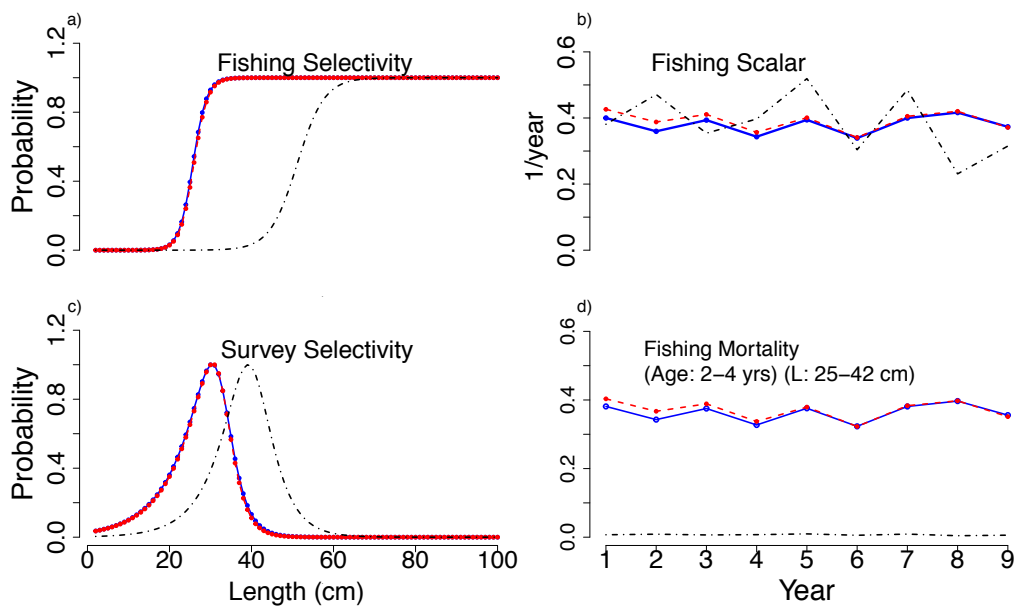 a)
Fishing Selectivity
Probability
0.0 0.4 0.8 1.2
b)
Fishing Scalar
1/year
0.0 0.2 0.4 0.6
c)
Survey Selectivity
Probability
0.0 0.4 0.8 1.2
0 20 40 60 80 100
Length (cm)
d)
Fishing Mortality
(Age: 2−4 yrs) (L: 25−42 cm)
0.0 0.2 0.4 0.6
1 2 3 4 5 6 7 8 9
Year